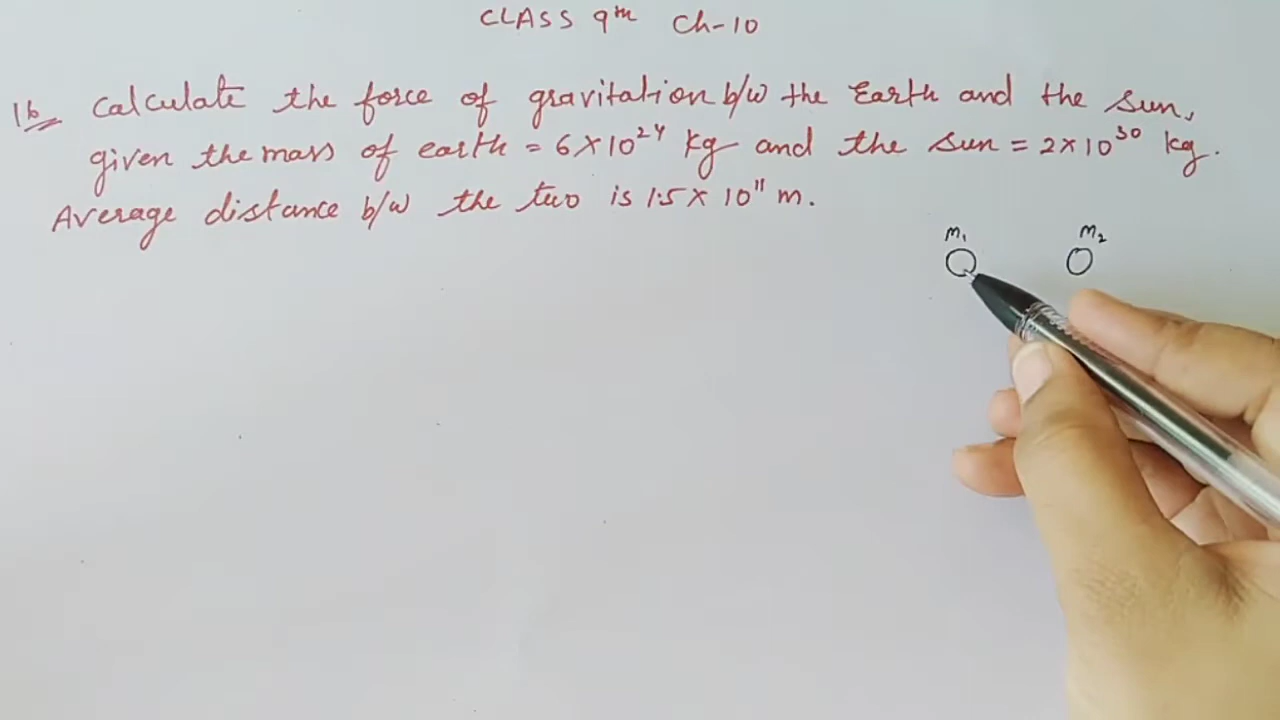 CLASS 9th Ch-10
16. Calculate the force of gravitation b/w the Earth and the Sun,
given the mass of earth = 6×10²⁴ Kg and the sun = 2×10³⁰ kg.
Average distance b/w the two is 1.5× 10¹¹ m.
M₁ M₂